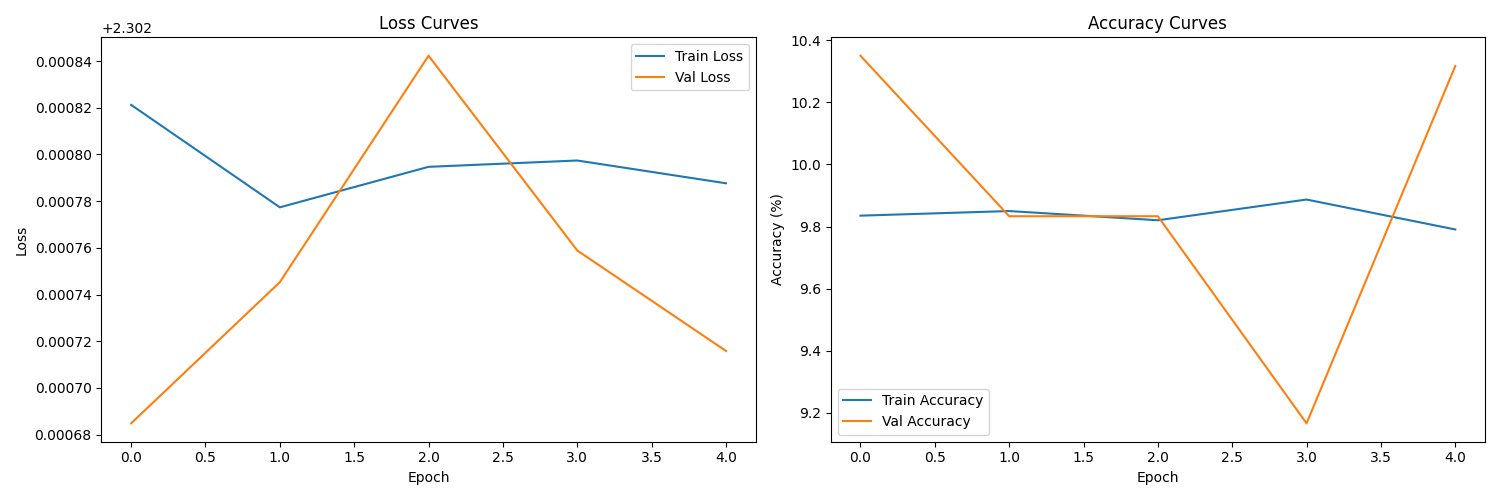 Loss Curves
+2.302
Train Loss
Val Loss
0.00084
0.00082
0.00080
0.00078
0.00076
0.00074
0.00072
0.00070
0.00068
Loss
0.0 0.5 1.0 1.5 2.0 2.5 3.0 3.5 4.0
Epoch
Accuracy Curves
10.4
10.2
10.0
9.8
9.6
9.4
9.2
Accuracy (%)
Train Accuracy
Val Accuracy
0.0 0.5 1.0 1.5 2.0 2.5 3.0 3.5 4.0
Epoch